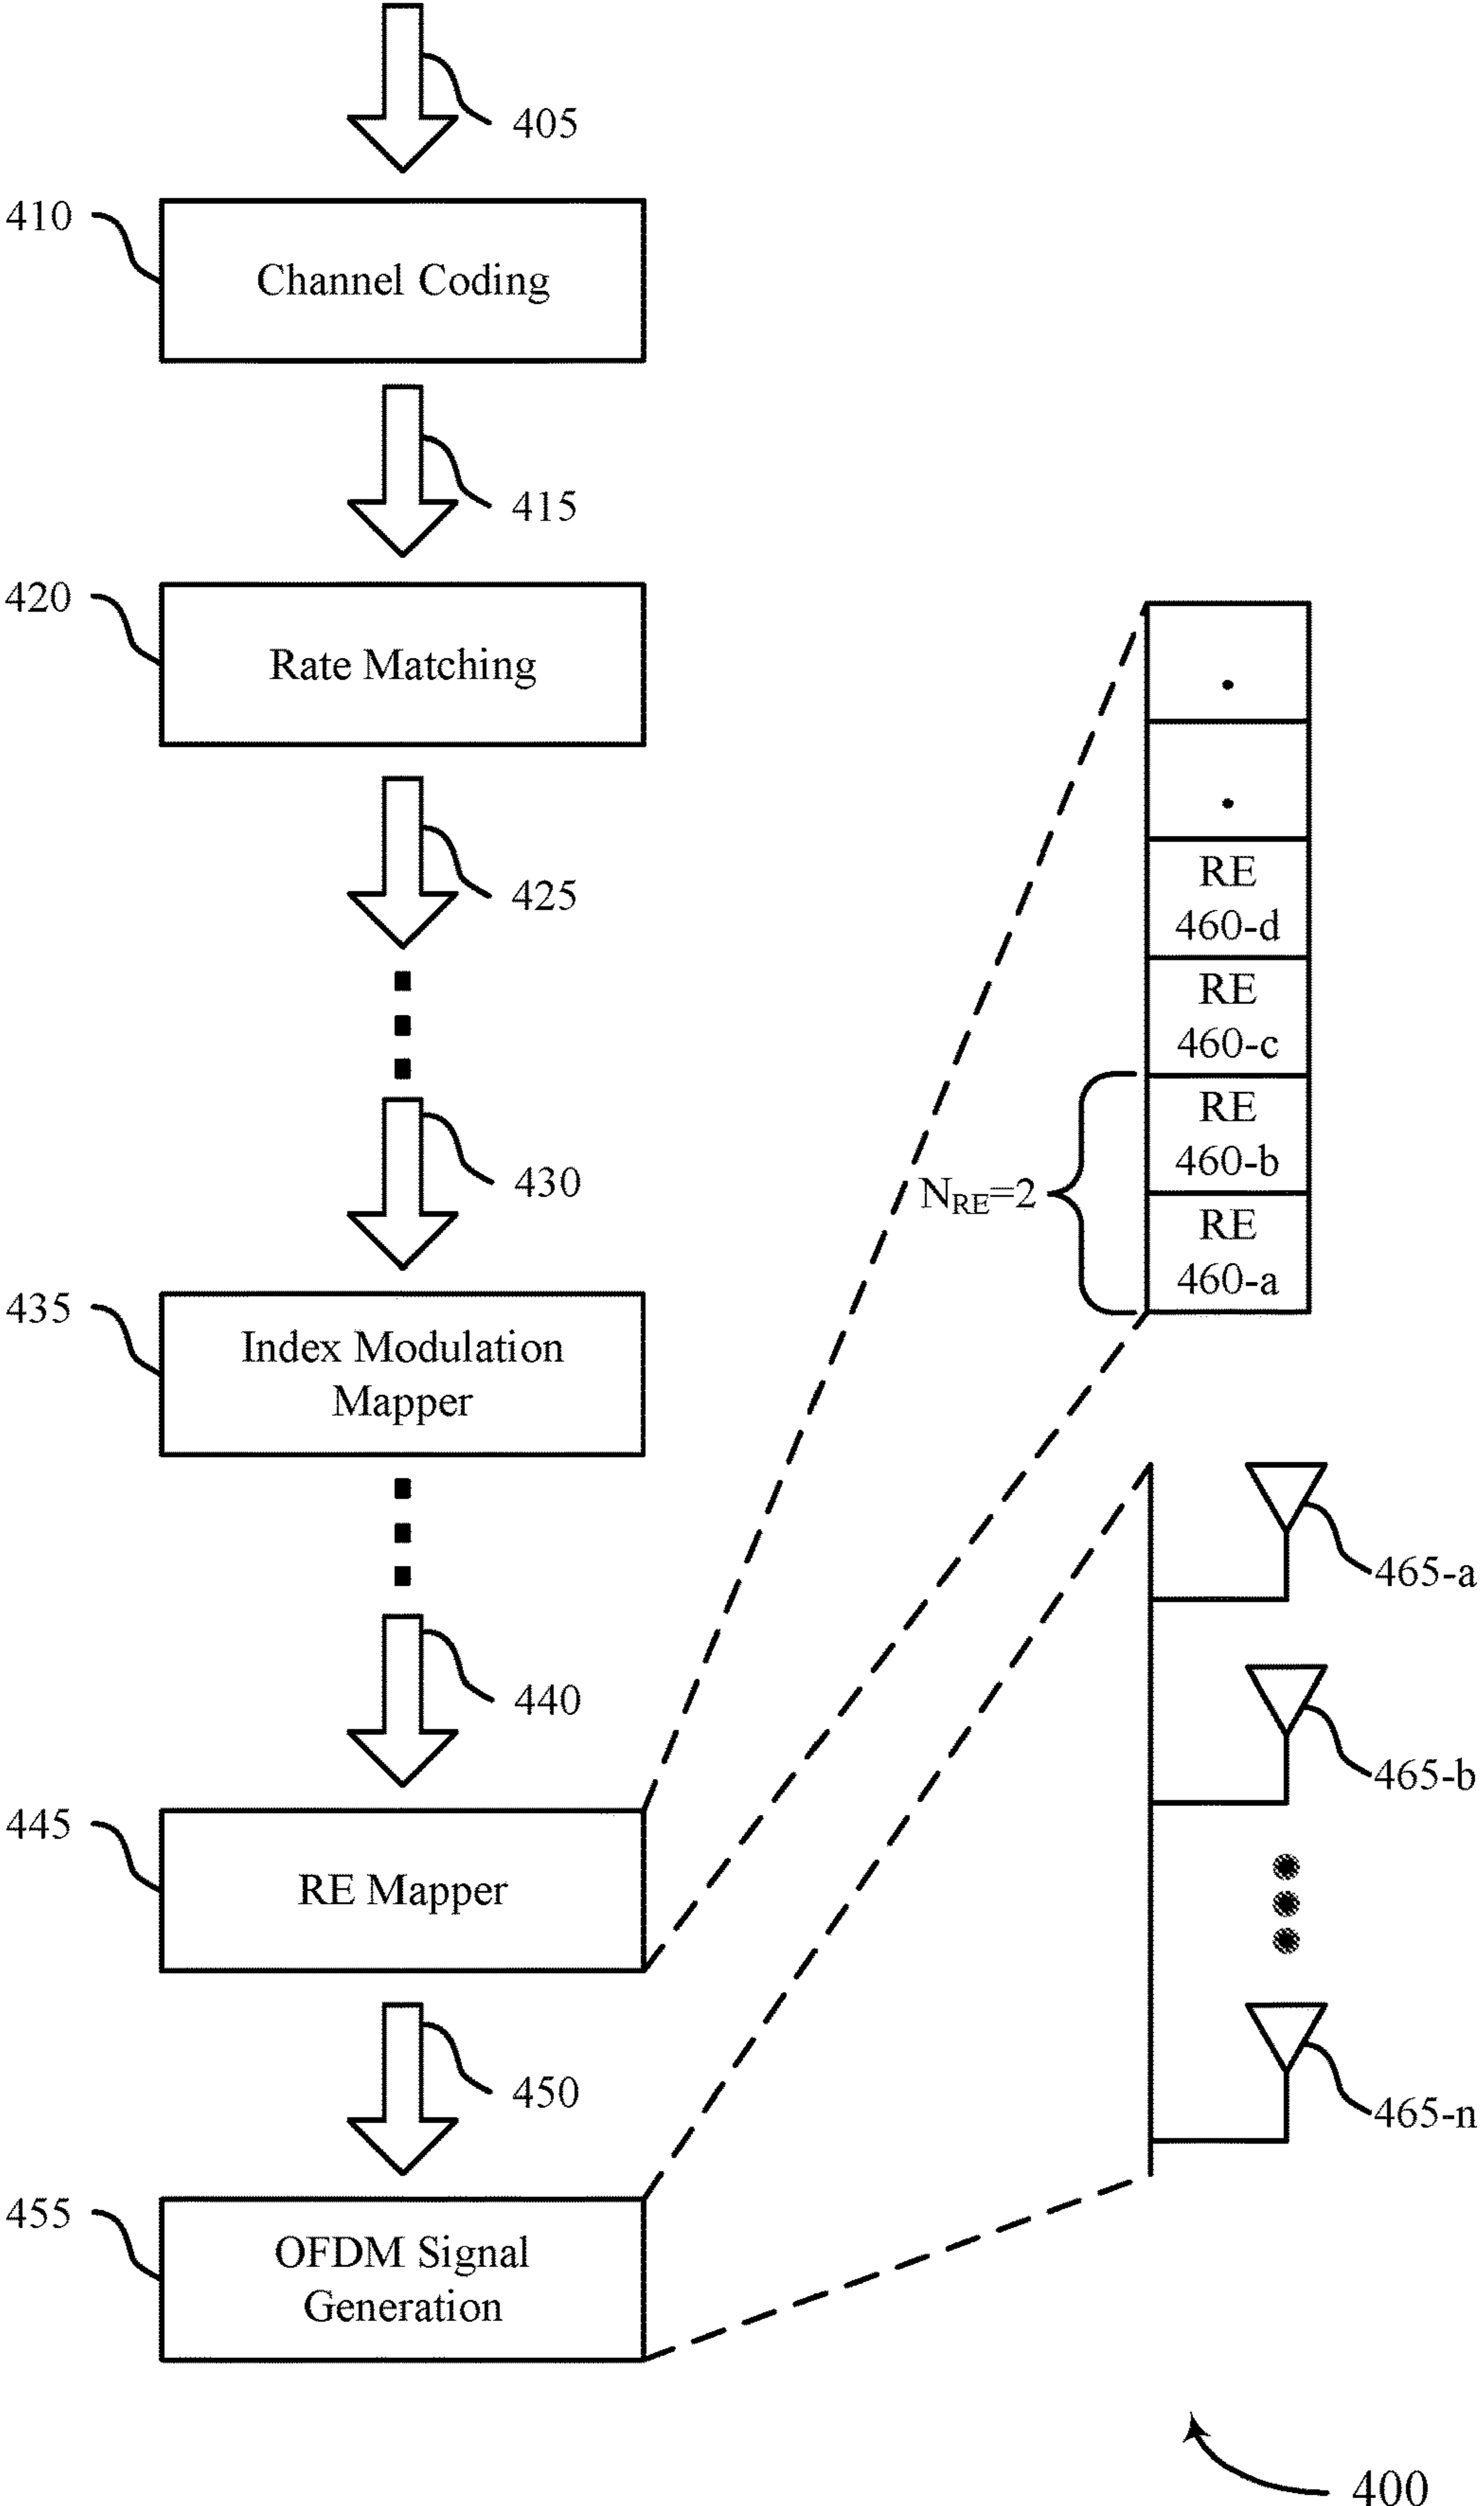 405
410
Channel Coding
415
420
Rate Matching
425
430
435
Index Modulation
Mapper
440
445
RE Mapper
450
455
OFDM Signal
Generation
RE
460-d
RE
460-c
RE
460-b
N_RE=2
RE
460-a
465-a
465-b
465-n
400